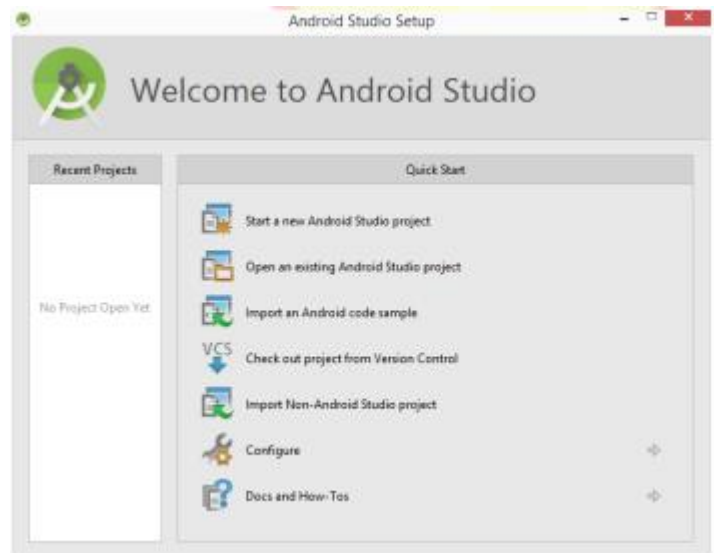 Android Studio Setup
Welcome to Android Studio
Recent Projects
Quick Start
No Project Open Yet
Start a new Android Studio project
Open an existing Android Studio project
Import an Android code sample
VCS
Check out project from Version Control
Import Non-Android Studio project
Configure
Docs and How-Tos